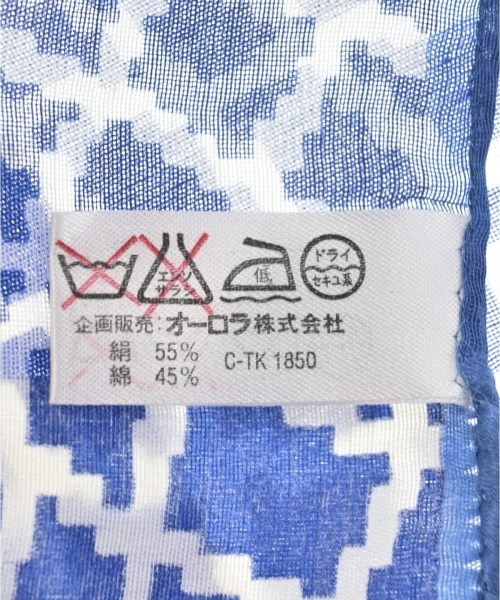 エンソ サラシ
低
ドライ
セキユ系
企画販売:オーロラ株式会社
絹 55% C-TK 1850
綿 45%